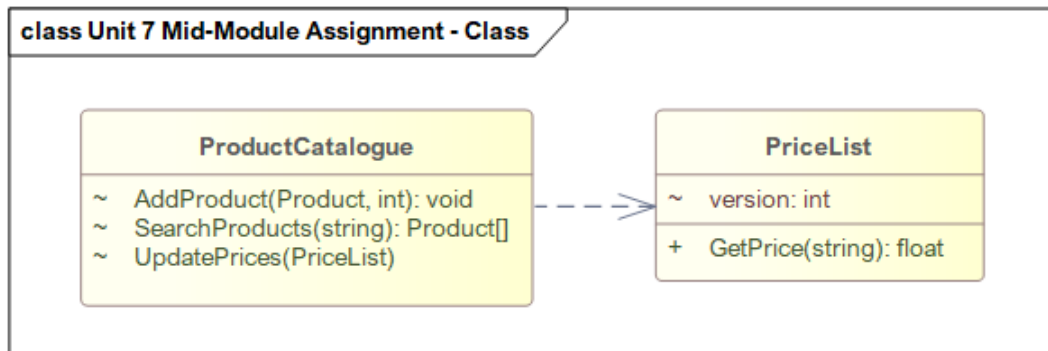 class Unit 7 Mid-Module Assignment - Class
ProductCatalogue
~ AddProduct(Product, int): void
~ SearchProducts(string): Product[]
~ UpdatePrices(PriceList)
PriceList
~ version: int
+ GetPrice(string): float